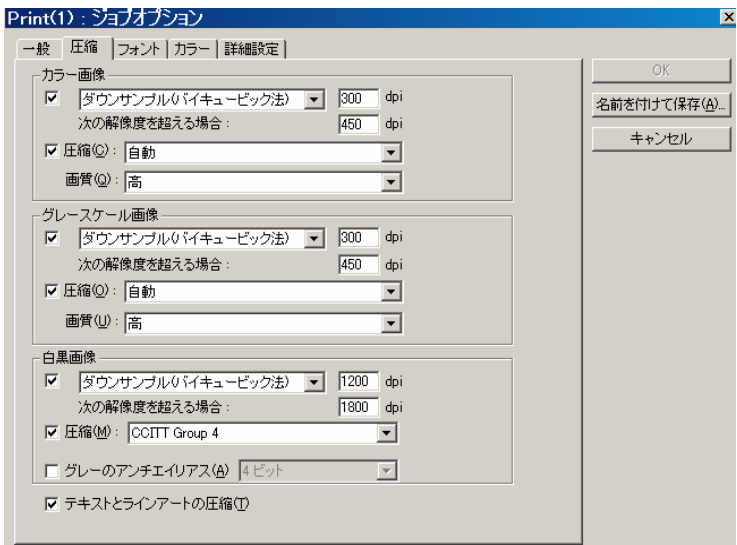 Print(1) : ジョブオプション
一般 圧縮 フォント カラー 詳細設定
カラー画像
ダウンサンプル(バイキュービック法) 300 dpi
次の解像度を超える場合 : 450 dpi
圧縮(C) : 自動
画質(Q) : 高
グレースケール画像
ダウンサンプル(バイキュービック法) 300 dpi
次の解像度を超える場合 : 450 dpi
圧縮(O) : 自動
画質(U) : 高
白黒画像
ダウンサンプル(バイキュービック法) 1200 dpi
次の解像度を超える場合 : 1800 dpi
圧縮(M) : CCITT Group 4
グレーのアンチエイリアス(A) 4 ビット
テキストとラインアートの圧縮(T)
OK
名前を付けて保存(A)...
キャンセル